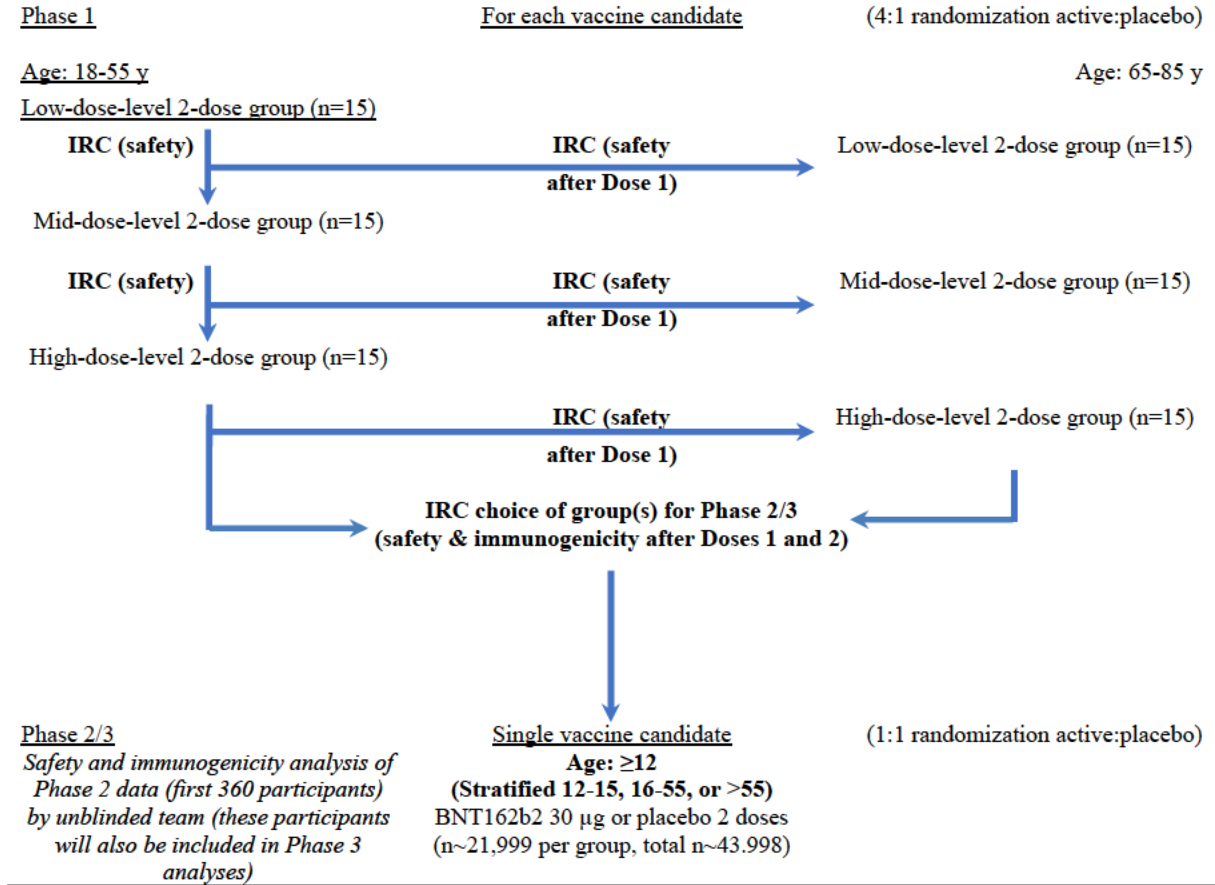 Phase 1
For each vaccine candidate
(4:1 randomization active:placebo)
Age: 18-55 y
Age: 65-85 y
Low-dose-level 2-dose group (n=15)
IRC (safety)
IRC (safety
after Dose 1)
Low-dose-level 2-dose group (n=15)
Mid-dose-level 2-dose group (n=15)
IRC (safety)
IRC (safety
after Dose 1)
Mid-dose-level 2-dose group (n=15)
High-dose-level 2-dose group (n=15)
IRC (safety
after Dose 1)
High-dose-level 2-dose group (n=15)
IRC choice of group(s) for Phase 2/3
(safety & immunogenicity after Doses 1 and 2)
Phase 2/3
Safety and immunogenicity analysis of
Phase 2 data (first 360 participants)
by unblinded team (these participants
will also be included in Phase 3
analyses)
Single vaccine candidate
Age: ≥12
(Stratified 12-15, 16-55, or >55)
BNT162b2 30 µg or placebo 2 doses
(n~21,999 per group, total n~43.998)
(1:1 randomization active:placebo)